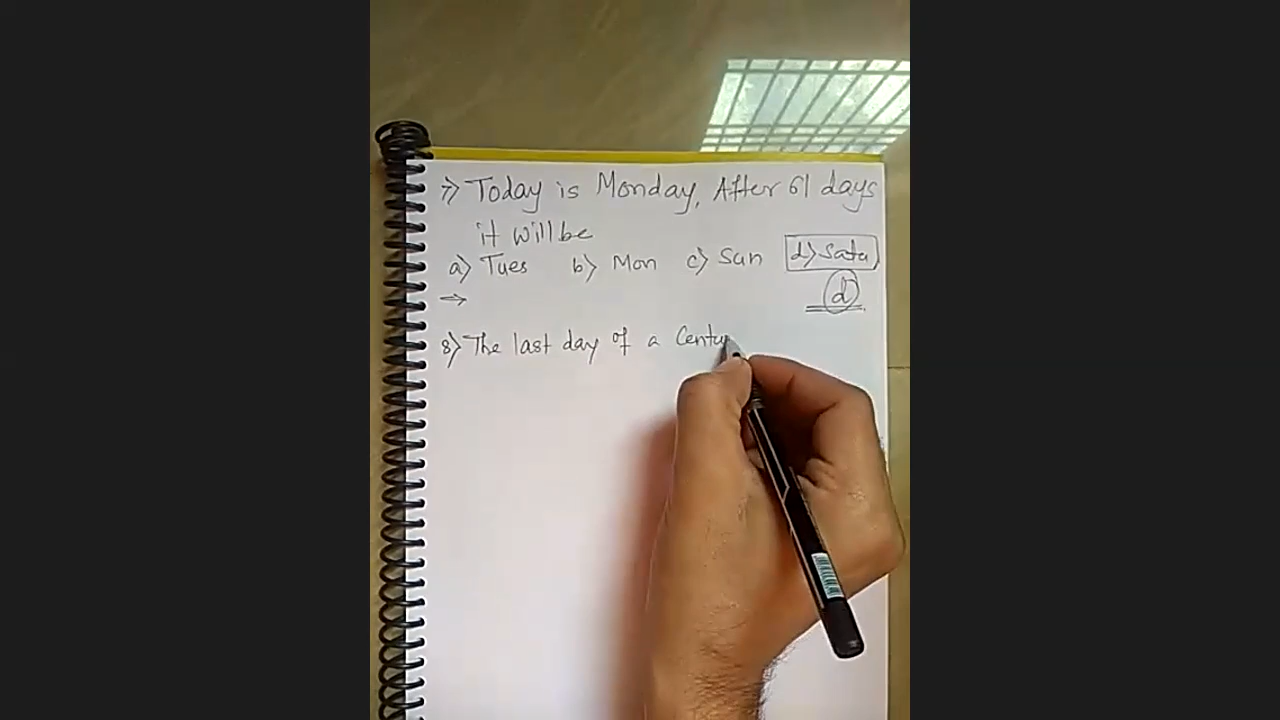 7) Today is Monday, After 61 days
it will be
a) Tues b) Mon c) Sun d) Satu
→ d
8) The last day of a Centu